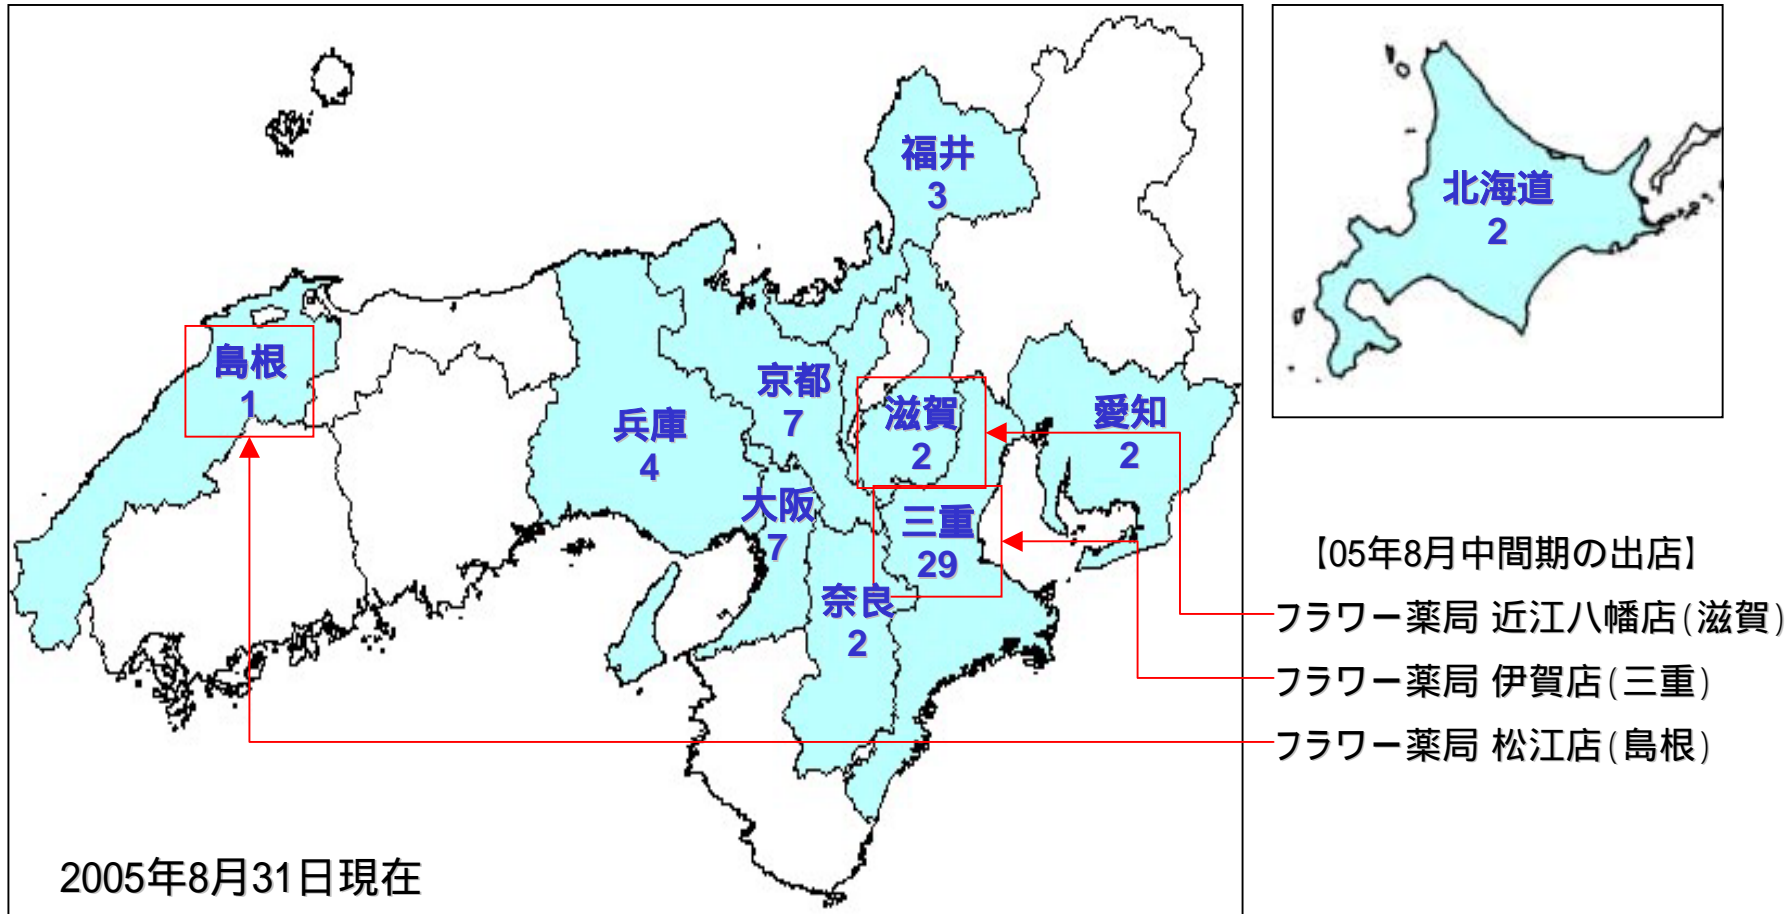 福井
3
北海道
2
島根
1
京都
7
兵庫
4
滋賀
2
愛知
2
大阪
7
三重
29
奈良
2
【05年8月中間期の出店】
フラワー薬局 近江八幡店(滋賀)
フラワー薬局 伊賀店(三重)
フラワー薬局 松江店(島根)
2005年8月31日現在